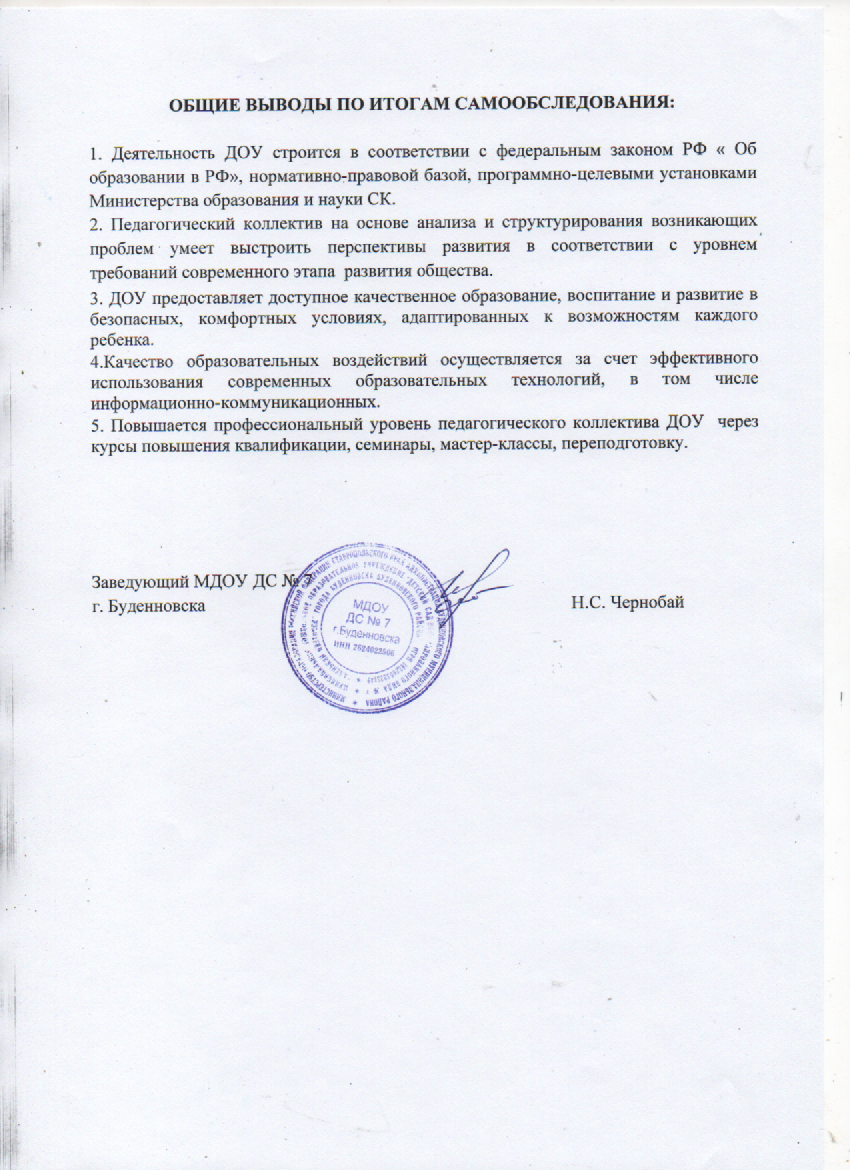 ОБЩИЕ ВЫВОДЫ ПО ИТОГАМ САМООБСЛЕДОВАНИЯ:
1. Деятельность ДОУ строится в соответствии с федеральным законом РФ « Об
образовании в РФ», нормативно-правовой базой, программно-целевыми установками
Министерства образования и науки СК.
2. Педагогический коллектив на основе анализа и структурирования возникающих
проблем умеет выстроить перспективы развития в соответствии с уровнем
требований современного этапа развития общества.
3. ДОУ предоставляет доступное качественное образование, воспитание и развитие в
безопасных, комфортных условиях, адаптированных к возможностям каждого
ребенка.
4.Качество образовательных воздействий осуществляется за счет эффективного
использования современных образовательных технологий, в том числе
информационно-коммуникационных.
5. Повышается профессиональный уровень педагогического коллектива ДОУ через
курсы повышения квалификации, семинары, мастер-классы, переподготовку.
Заведующий МДОУ ДС № 7
г. Буденновска Н.С. Чернобай
МДОУ
ДС № 7
г.Буденновска
ИНН